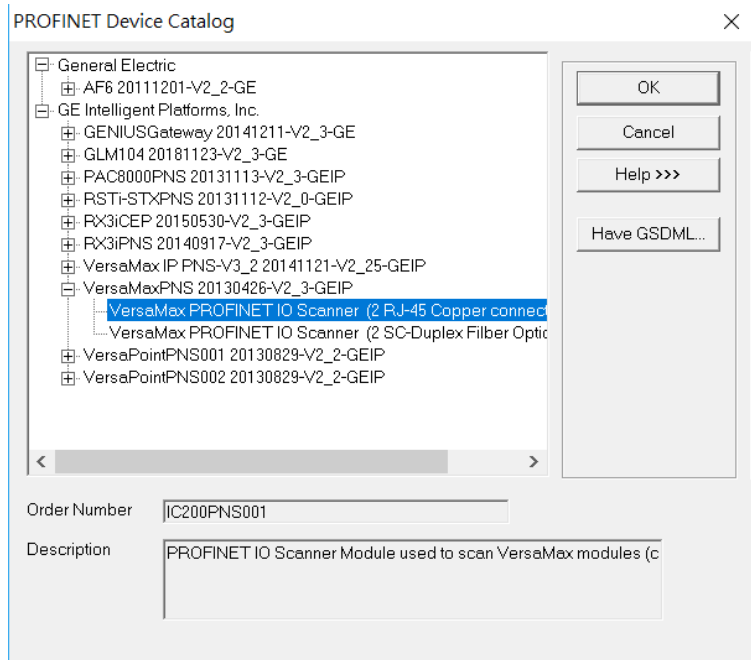 PROFINET Device Catalog
General Electric
AF6 20111201-V2_2-GE
GE Intelligent Platforms, Inc.
GENIUSGateway 20141211-V2_3-GE
GLM104 20181123-V2_3-GE
PAC8000PNS 20131113-V2_3-GEIP
RSTi-STXPNS 20131112-V2_0-GEIP
RX3iCEP 20150530-V2_3-GEIP
RX3iPNS 20140917-V2_3-GEIP
VersaMax IP PNS-V3_2 20141121-V2_25-GEIP
VersaMaxPNS 20130426-V2_3-GEIP
VersaMax PROFINET IO Scanner (2 RJ-45 Copper connect
VersaMax PROFINET IO Scanner (2 SC-Duplex Filber Optic
VersaPointPNS001 20130829-V2_2-GEIP
VersaPointPNS002 20130829-V2_2-GEIP
OK
Cancel
Help >>>
Have GSDML...
Order Number IC200PNS001
Description PROFINET IO Scanner Module used to scan VersaMax modules (c